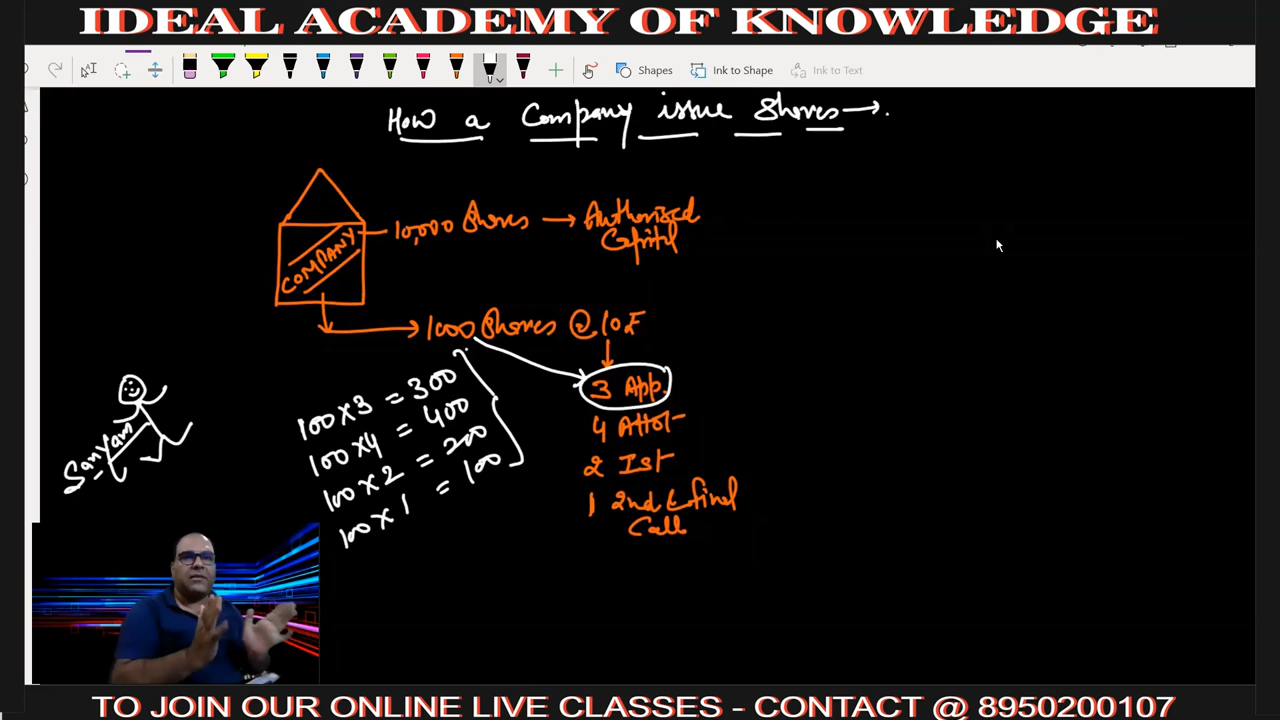 IDEAL ACADEMY OF KNOWLEDGE
Shapes
Ink to Shape
Ink to Text
How a Company issue Shares →.
COMPANY
10,000 Shares → Authorized
Capital
1000 Shares @ 10₹
3 App.
4 Allot
2 Ist
1 2nd & final
Call
100 x 3 = 300
100 x 4 = 400
100 x 2 = 200
100 x 1 = 100
Sanyam
TO JOIN OUR ONLINE LIVE CLASSES - CONTACT @ 8950200107